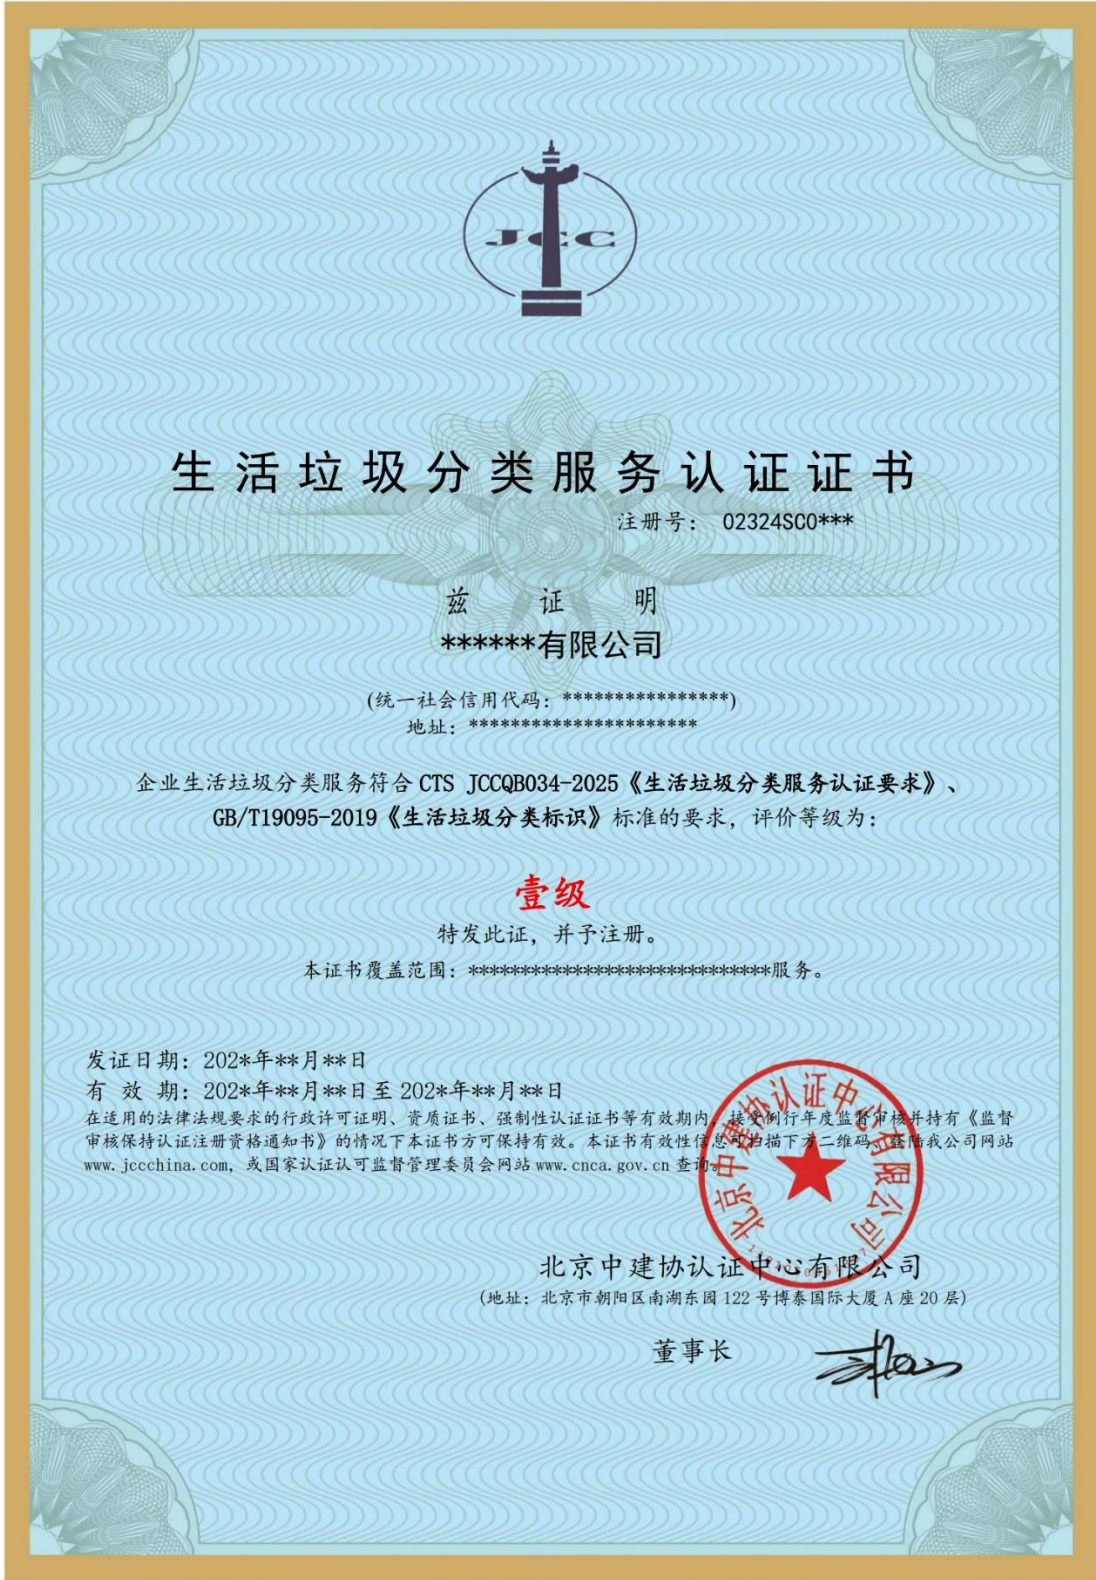 JCC
生活垃圾分类服务认证证书
注册号： 02324SC0***
兹 证 明
******有限公司
(统一社会信用代码：****************)
地址：**********************
企业生活垃圾分类服务符合 CTS JCCQB034-2025《生活垃圾分类服务认证要求》、
GB/T19095-2019《生活垃圾分类标识》标准的要求，评价等级为：
壹级
特发此证，并予注册。
本证书覆盖范围：*****************************服务。
发证日期：202*年**月**日
有 效 期：202*年**月**日至 202*年**月**日
在适用的法律法规要求的行政许可证明、资质证书、强制性认证证书等有效期内，接受例行年度监督审核并持有《监督
审核保持认证注册资格通知书》的情况下本证书方可保持有效。本证书有效性信息可扫描下方二维码、登陆我公司网站
www.jccchina.com，或国家认证认可监督管理委员会网站 www.cnca.gov.cn 查询。
北京中建协认证中心有限公司
北京中建协认证中心有限公司
(地址：北京市朝阳区南湖东园 122 号博泰国际大厦 A 座 20 层)
董事长